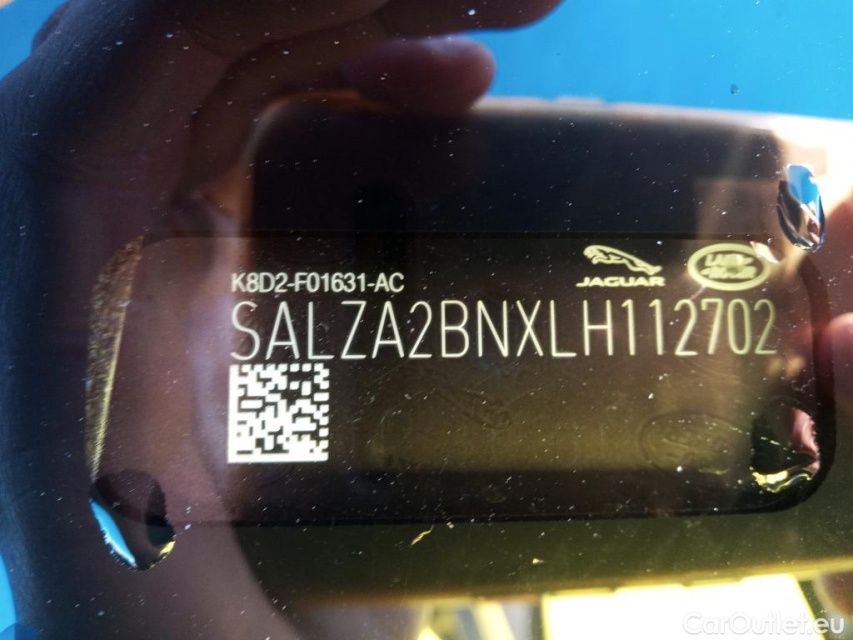 K8D2-F01631-AC
JAGUAR
LAND ROVER
SALZA2BNXLH112702
CarOutlet.eu